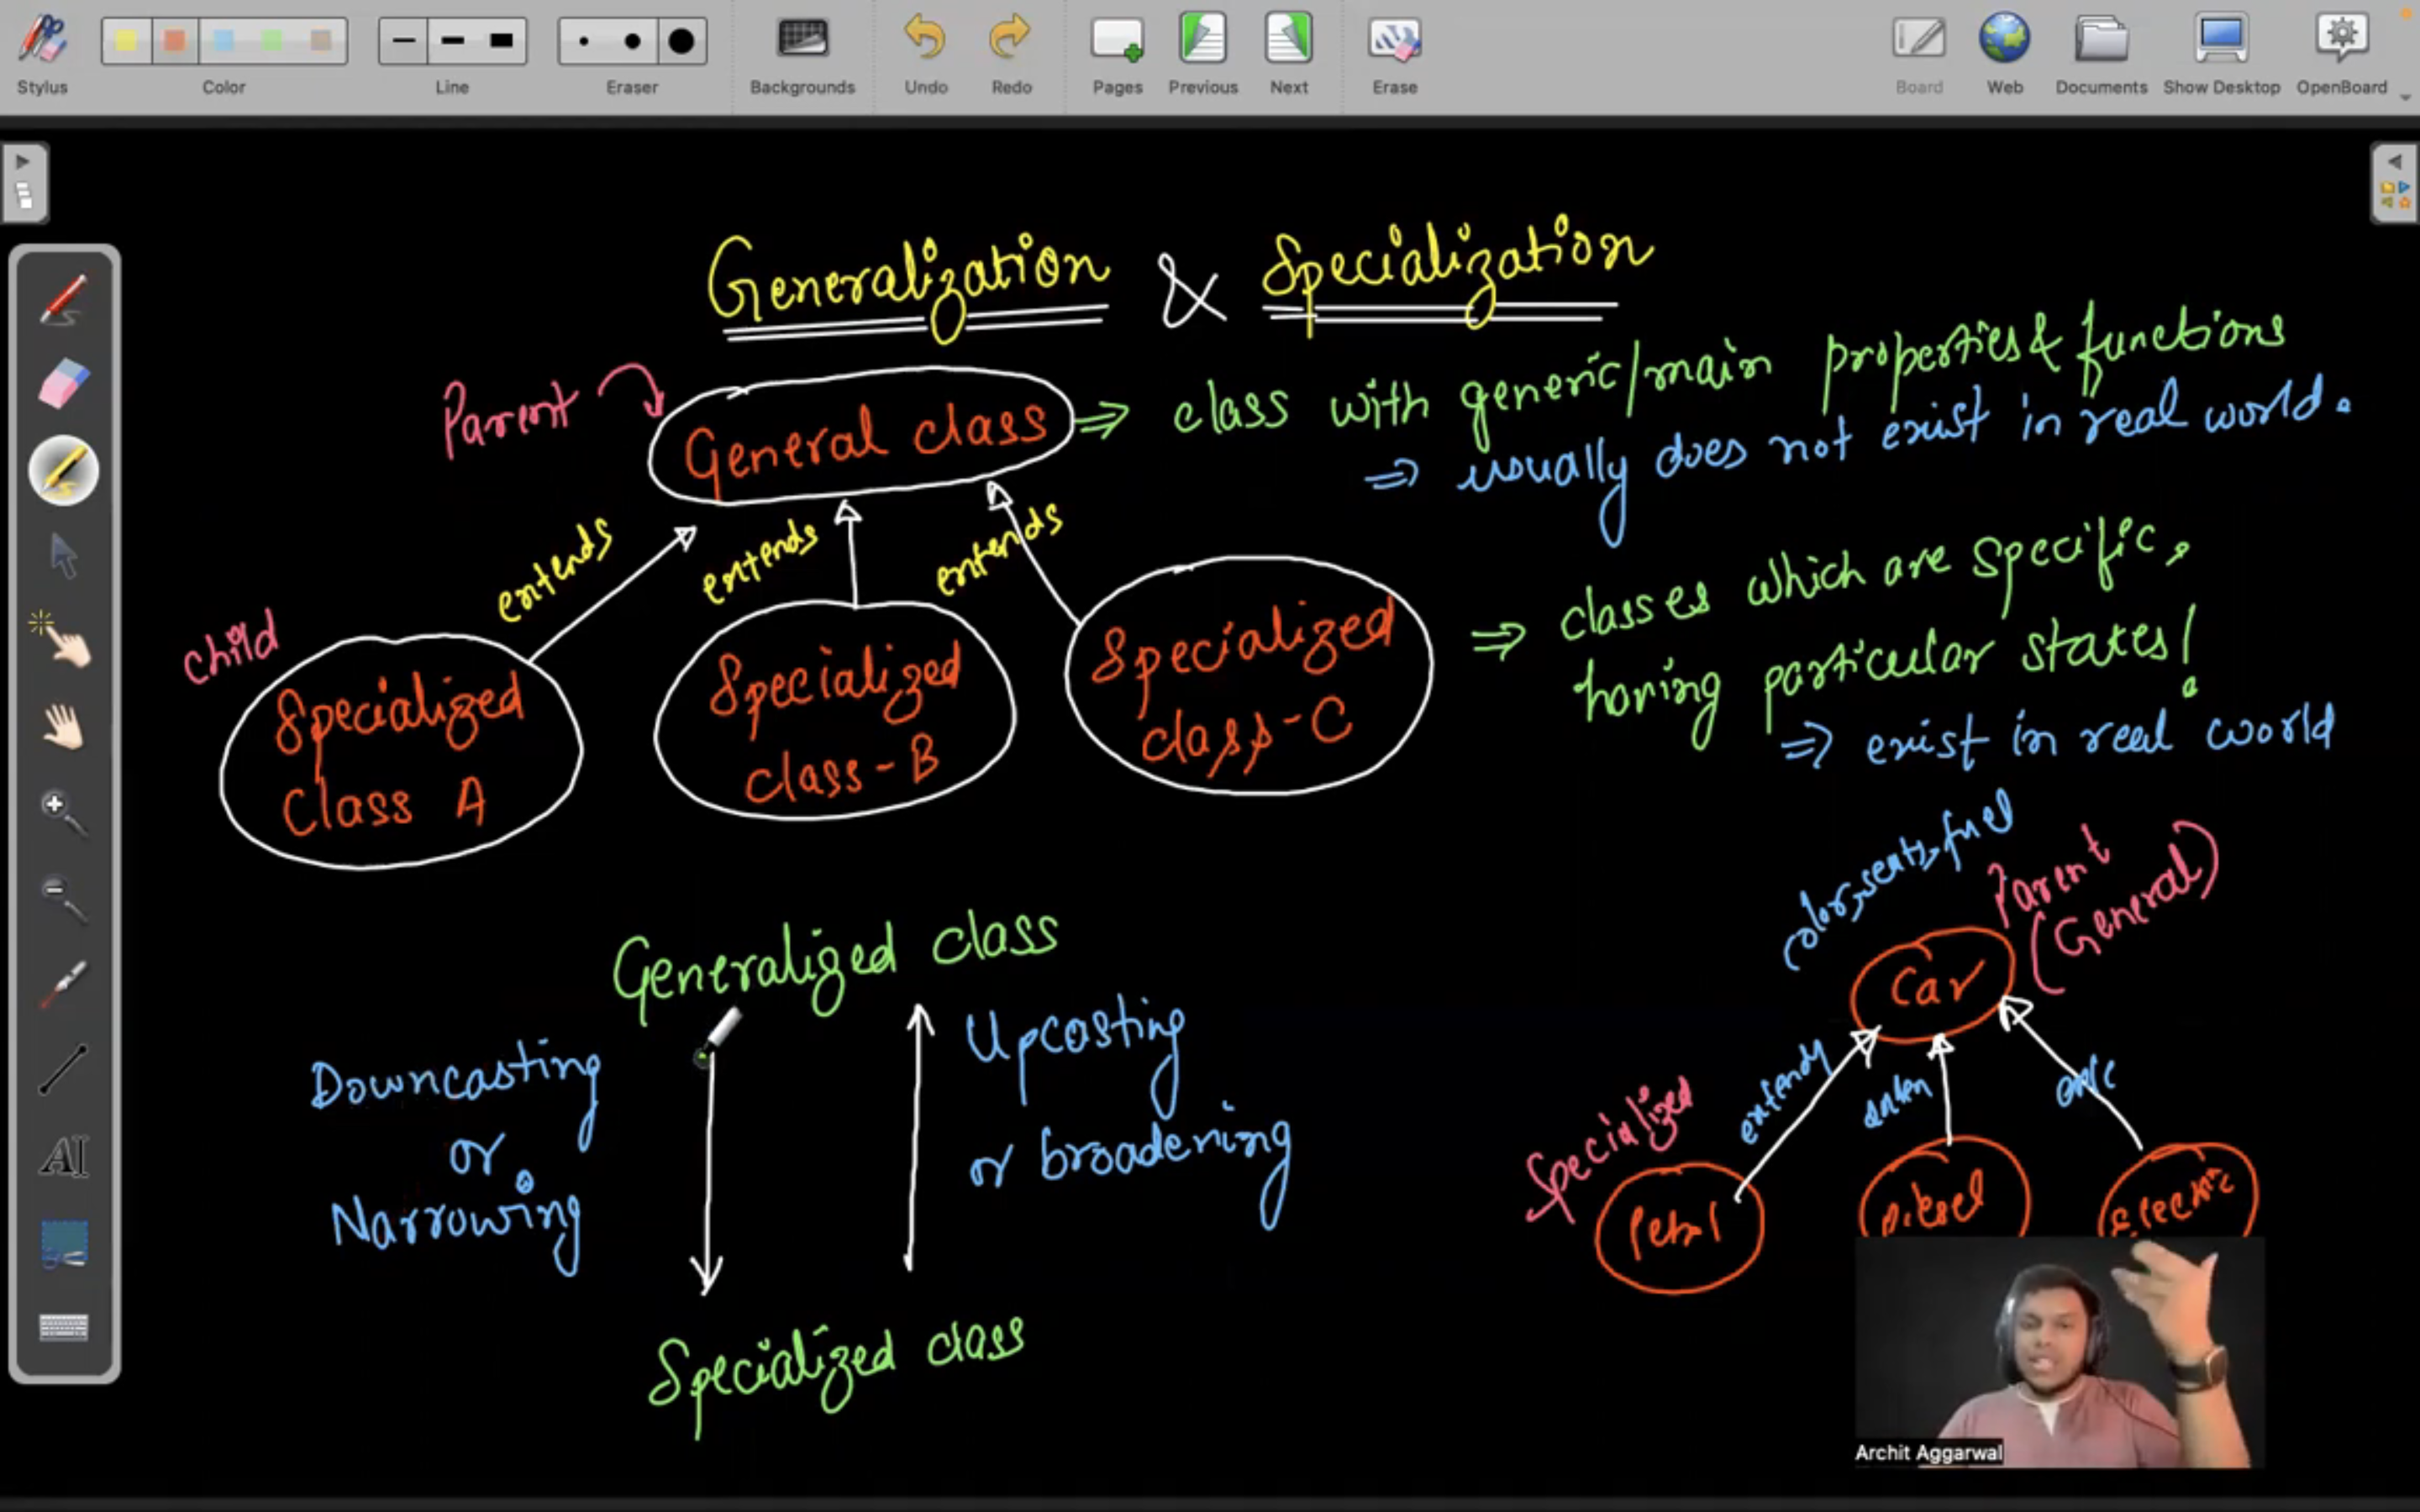 Stylus
Color
Line
Eraser
Backgrounds
Undo
Redo
Pages
Previous
Next
Erase
Board
Web
Documents
Show Desktop
OpenBoard
Generalization & Specialization
Parent
General class
⇒ class with generic/main properties & functions
⇒ usually does not exist in real world.
extends
extends
extends
child
Specialized
Class A
Specialized
class-B
Specialized
class-C
⇒ classes which are specific,
having particular states!
⇒ exist in real world
Generalized class
Downcasting
or
Narrowing
Upcasting
or broadening
Specialized class
color, seats, fuel
Parent
(General)
Car
extends
Specialized
Petrol
Diesel
Electric
AI
Archit Aggarwal